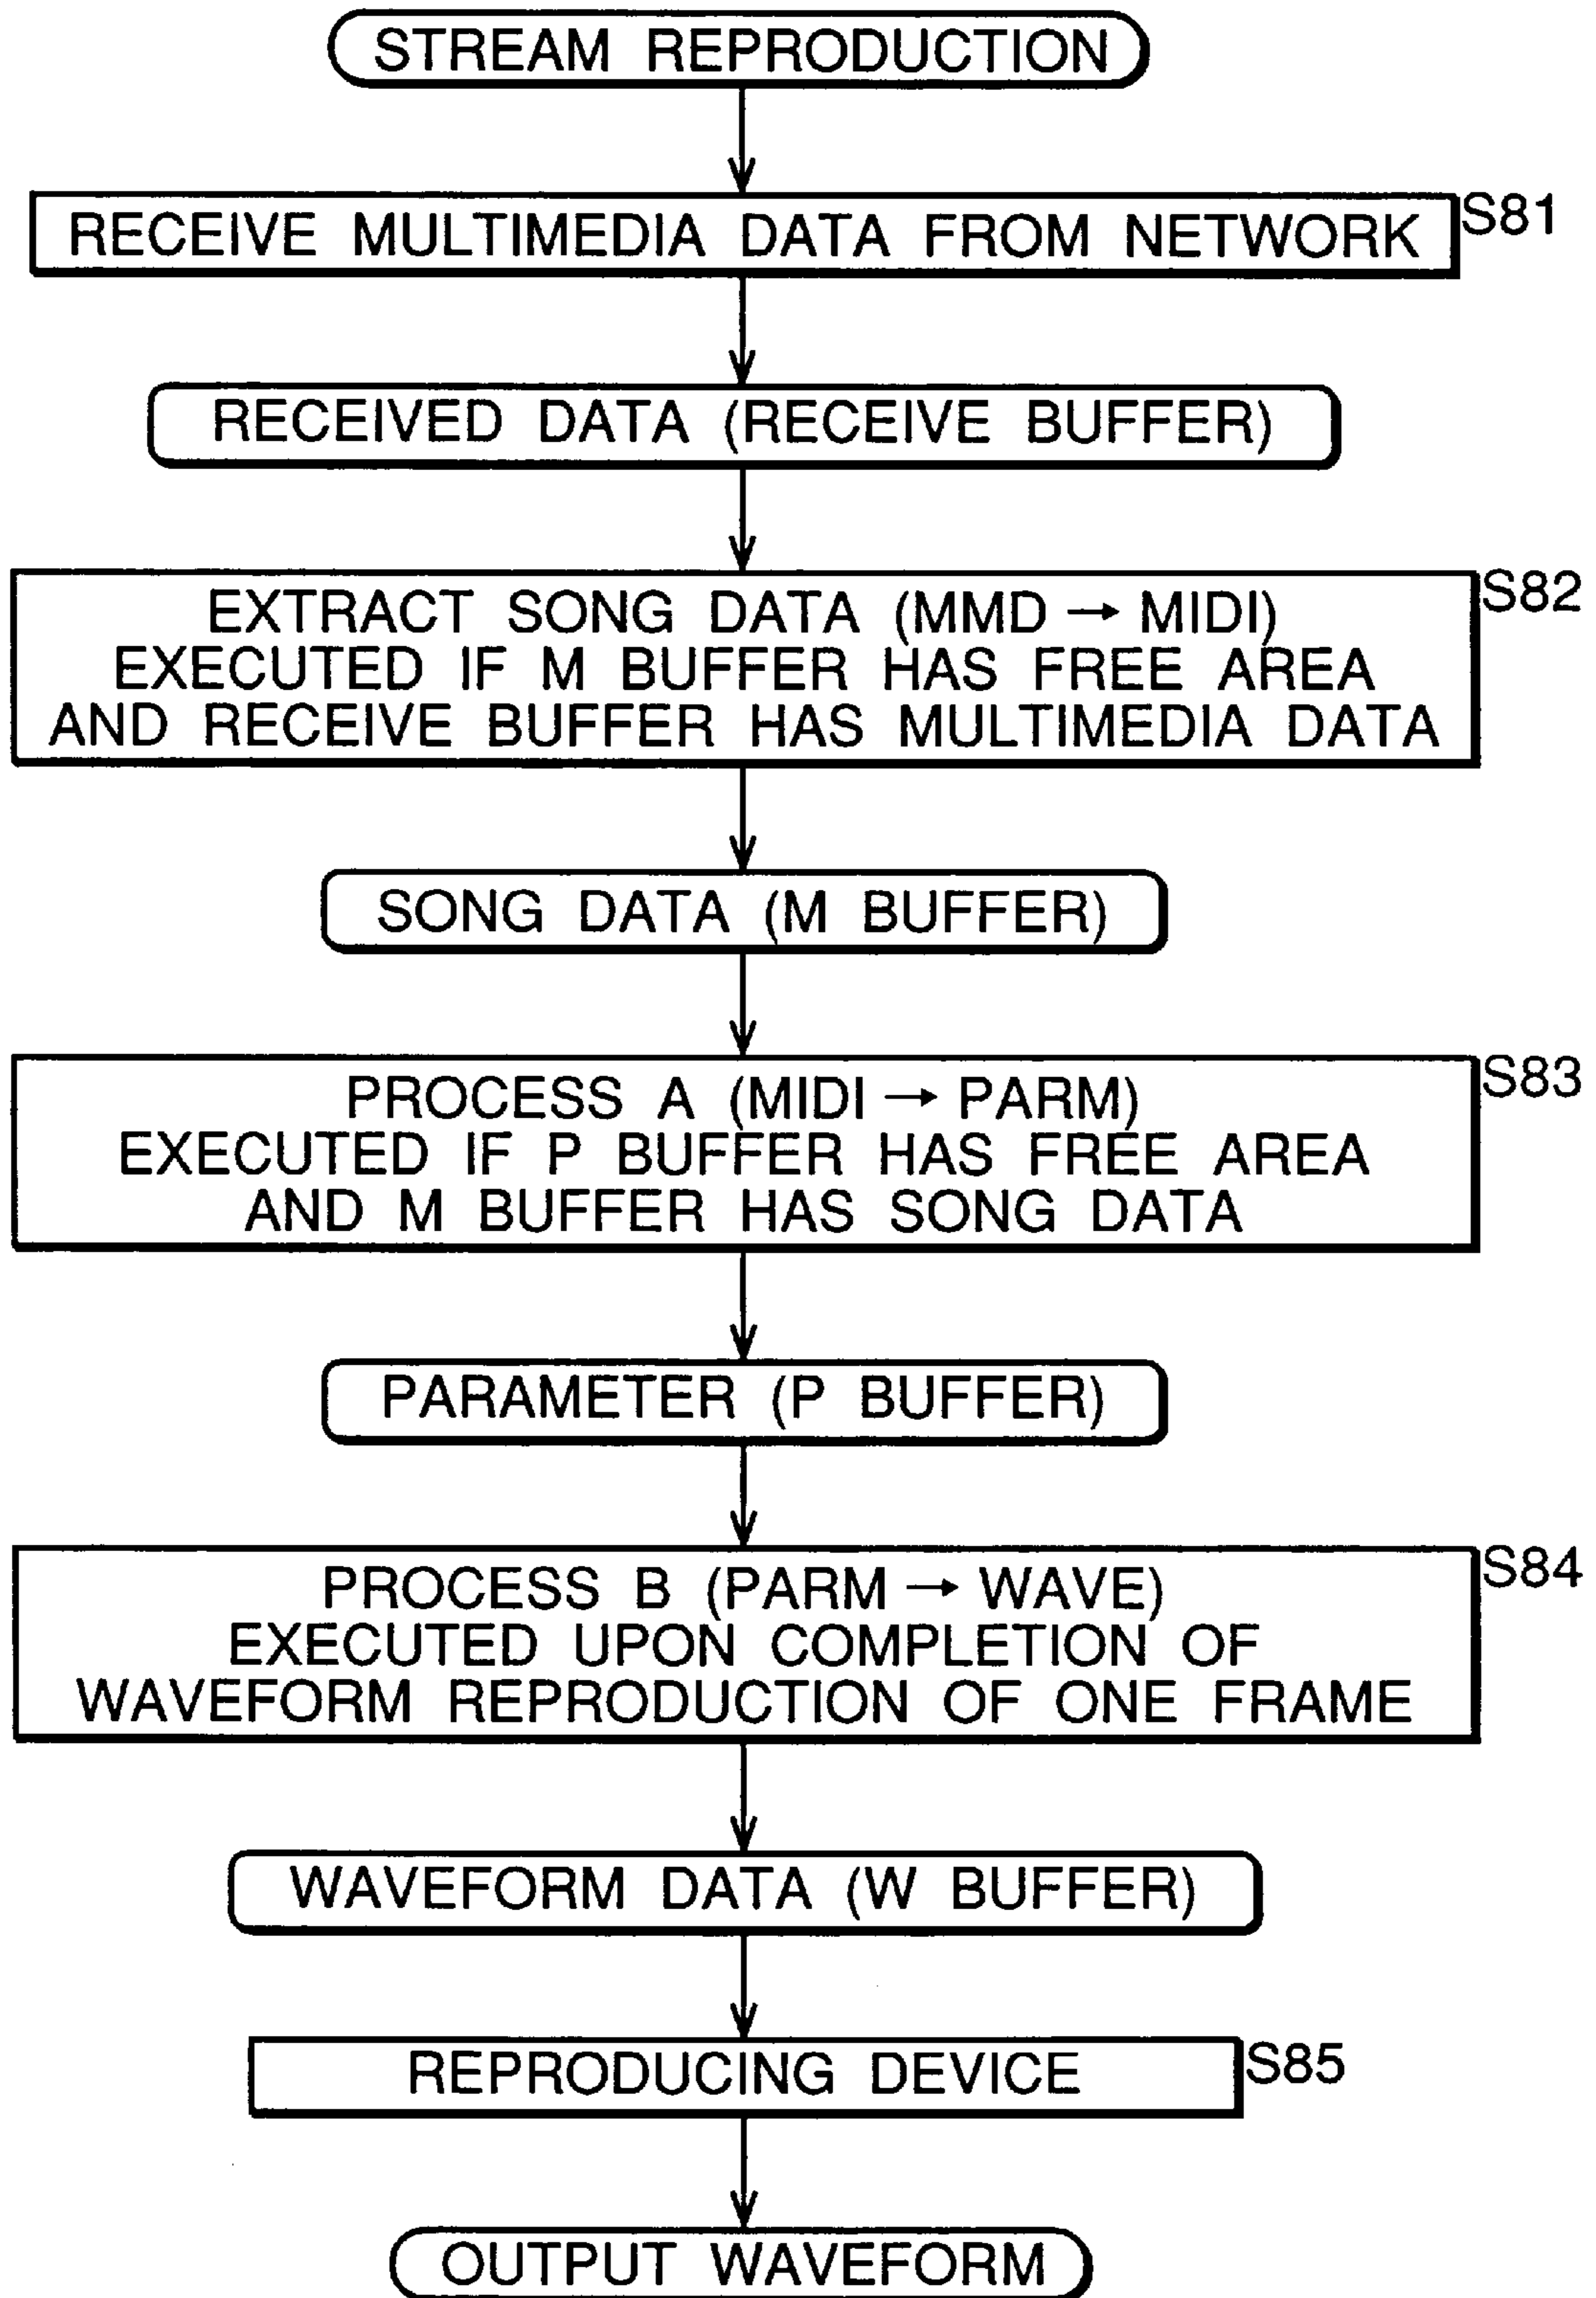 STREAM REPRODUCTION
RECEIVE MULTIMEDIA DATA FROM NETWORK
S81
RECEIVED DATA (RECEIVE BUFFER)
EXTRACT SONG DATA (MMD → MIDI)
EXECUTED IF M BUFFER HAS FREE AREA
AND RECEIVE BUFFER HAS MULTIMEDIA DATA
S82
SONG DATA (M BUFFER)
PROCESS A (MIDI → PARM)
EXECUTED IF P BUFFER HAS FREE AREA
AND M BUFFER HAS SONG DATA
S83
PARAMETER (P BUFFER)
PROCESS B (PARM → WAVE)
EXECUTED UPON COMPLETION OF
WAVEFORM REPRODUCTION OF ONE FRAME
S84
WAVEFORM DATA (W BUFFER)
REPRODUCING DEVICE
S85
OUTPUT WAVEFORM